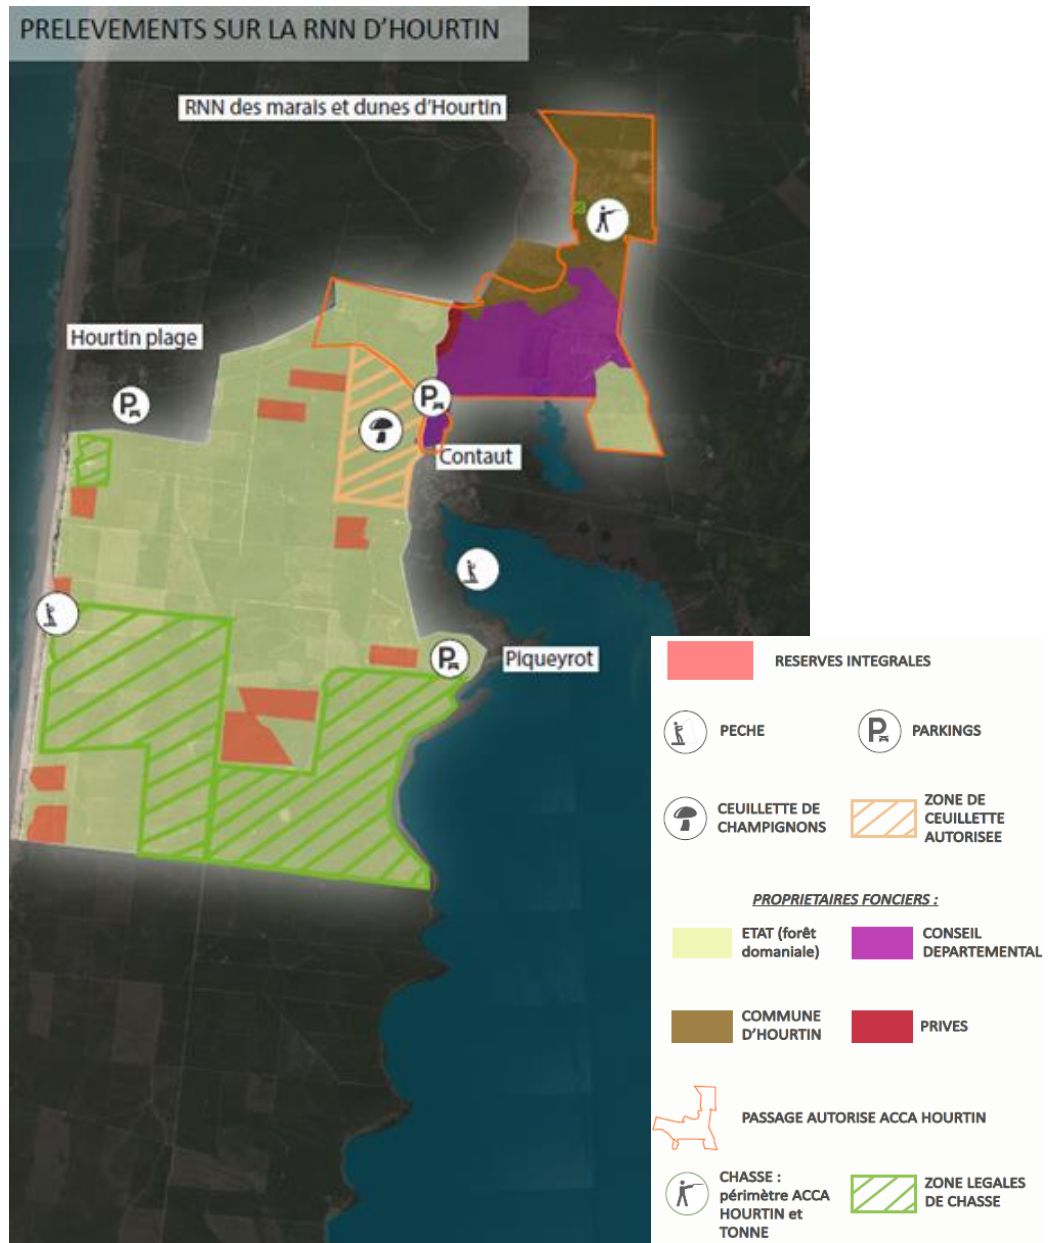 PRELEVEMENTS SUR LA RNN D'HOURTIN
RNN des marais et dunes d'Hourtin
Hourtin plage
P
P
Contaut
P
Piqueyrot
RESERVES INTEGRALES
PECHE
P
PARKINGS
CEUILLETTE DE
CHAMPIGNONS
ZONE DE
CEUILLETTE
AUTORISEE
PROPRIETAIRES FONCIERS :
ETAT (forêt
domaniale)
CONSEIL
DEPARTEMENTAL
COMMUNE
D'HOURTIN
PRIVES
PASSAGE AUTORISE ACCA HOURTIN
CHASSE :
périmètre ACCA
HOURTIN et
TONNE
ZONE LEGALES
DE CHASSE